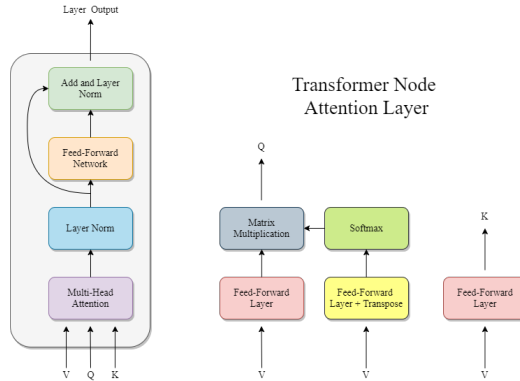 Layer Output
Add and Layer
Norm
Feed-Forward
Network
Layer Norm
Multi-Head
Attention
V Q K
Transformer Node
Attention Layer
Q
Matrix
Multiplication
Softmax
K
Feed-Forward
Layer
Feed-Forward
Layer + Transpose
Feed-Forward
Layer
V V V